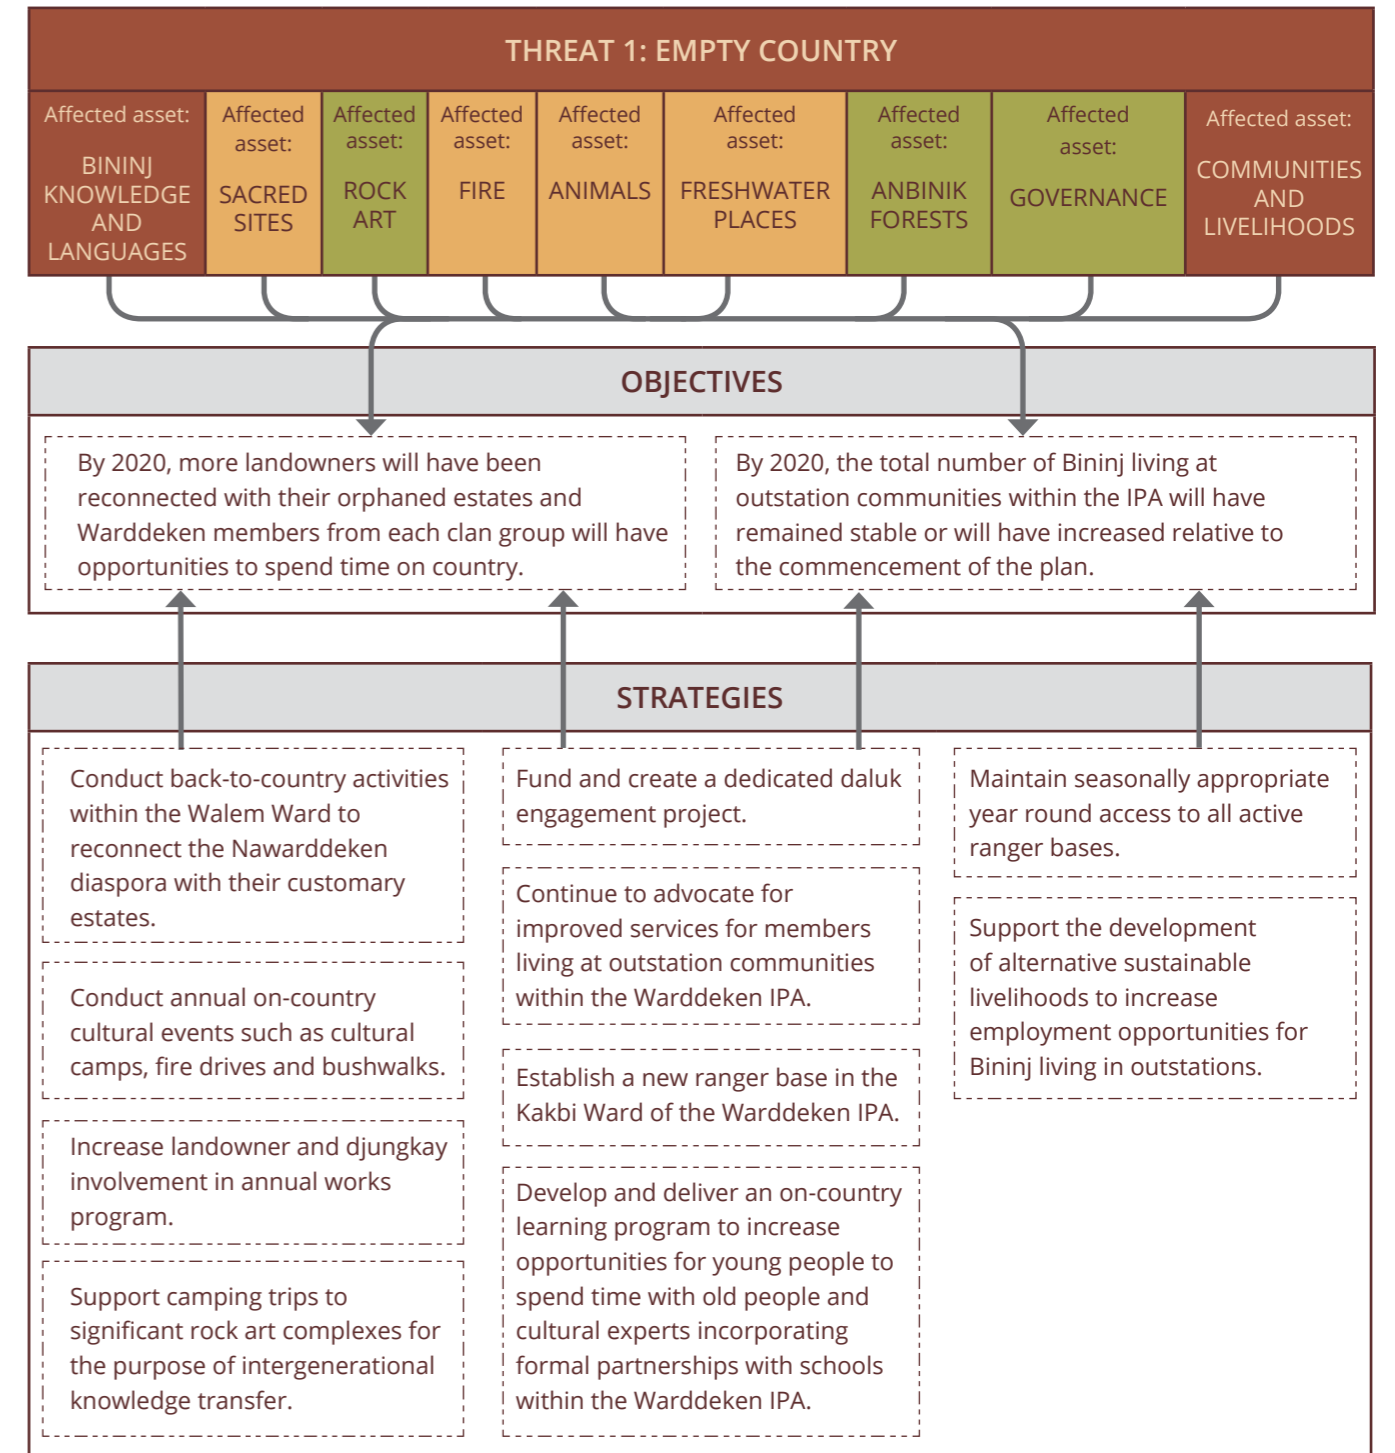 THREAT 1: EMPTY COUNTRY
Affected asset:
BININJ
KNOWLEDGE
AND
LANGUAGES
Affected
asset:
SACRED
SITES
Affected
asset:
ROCK
ART
Affected
asset:
FIRE
Affected
asset:
ANIMALS
Affected
asset:
FRESHWATER
PLACES
Affected
asset:
ANBINIK
FORESTS
Affected
asset:
GOVERNANCE
Affected asset:
COMMUNITIES
AND
LIVELIHOODS
OBJECTIVES
By 2020, more landowners will have been
reconnected with their orphaned estates and
Warddeken members from each clan group will have
opportunities to spend time on country.
By 2020, the total number of Bininj living at
outstation communities within the IPA will have
remained stable or will have increased relative to
the commencement of the plan.
STRATEGIES
Conduct back-to-country activities
within the Walem Ward to
reconnect the Nawarddeken
diaspora with their customary
estates.
Conduct annual on-country
cultural events such as cultural
camps, fire drives and bushwalks.
Increase landowner and djungkay
involvement in annual works
program.
Support camping trips to
significant rock art complexes for
the purpose of intergenerational
knowledge transfer.
Fund and create a dedicated daluk
engagement project.
Continue to advocate for
improved services for members
living at outstation communities
within the Warddeken IPA.
Establish a new ranger base in the
Kakbi Ward of the Warddeken IPA.
Develop and deliver an on-country
learning program to increase
opportunities for young people to
spend time with old people and
cultural experts incorporating
formal partnerships with schools
within the Warddeken IPA.
Maintain seasonally appropriate
year round access to all active
ranger bases.
Support the development
of alternative sustainable
livelihoods to increase
employment opportunities for
Bininj living in outstations.